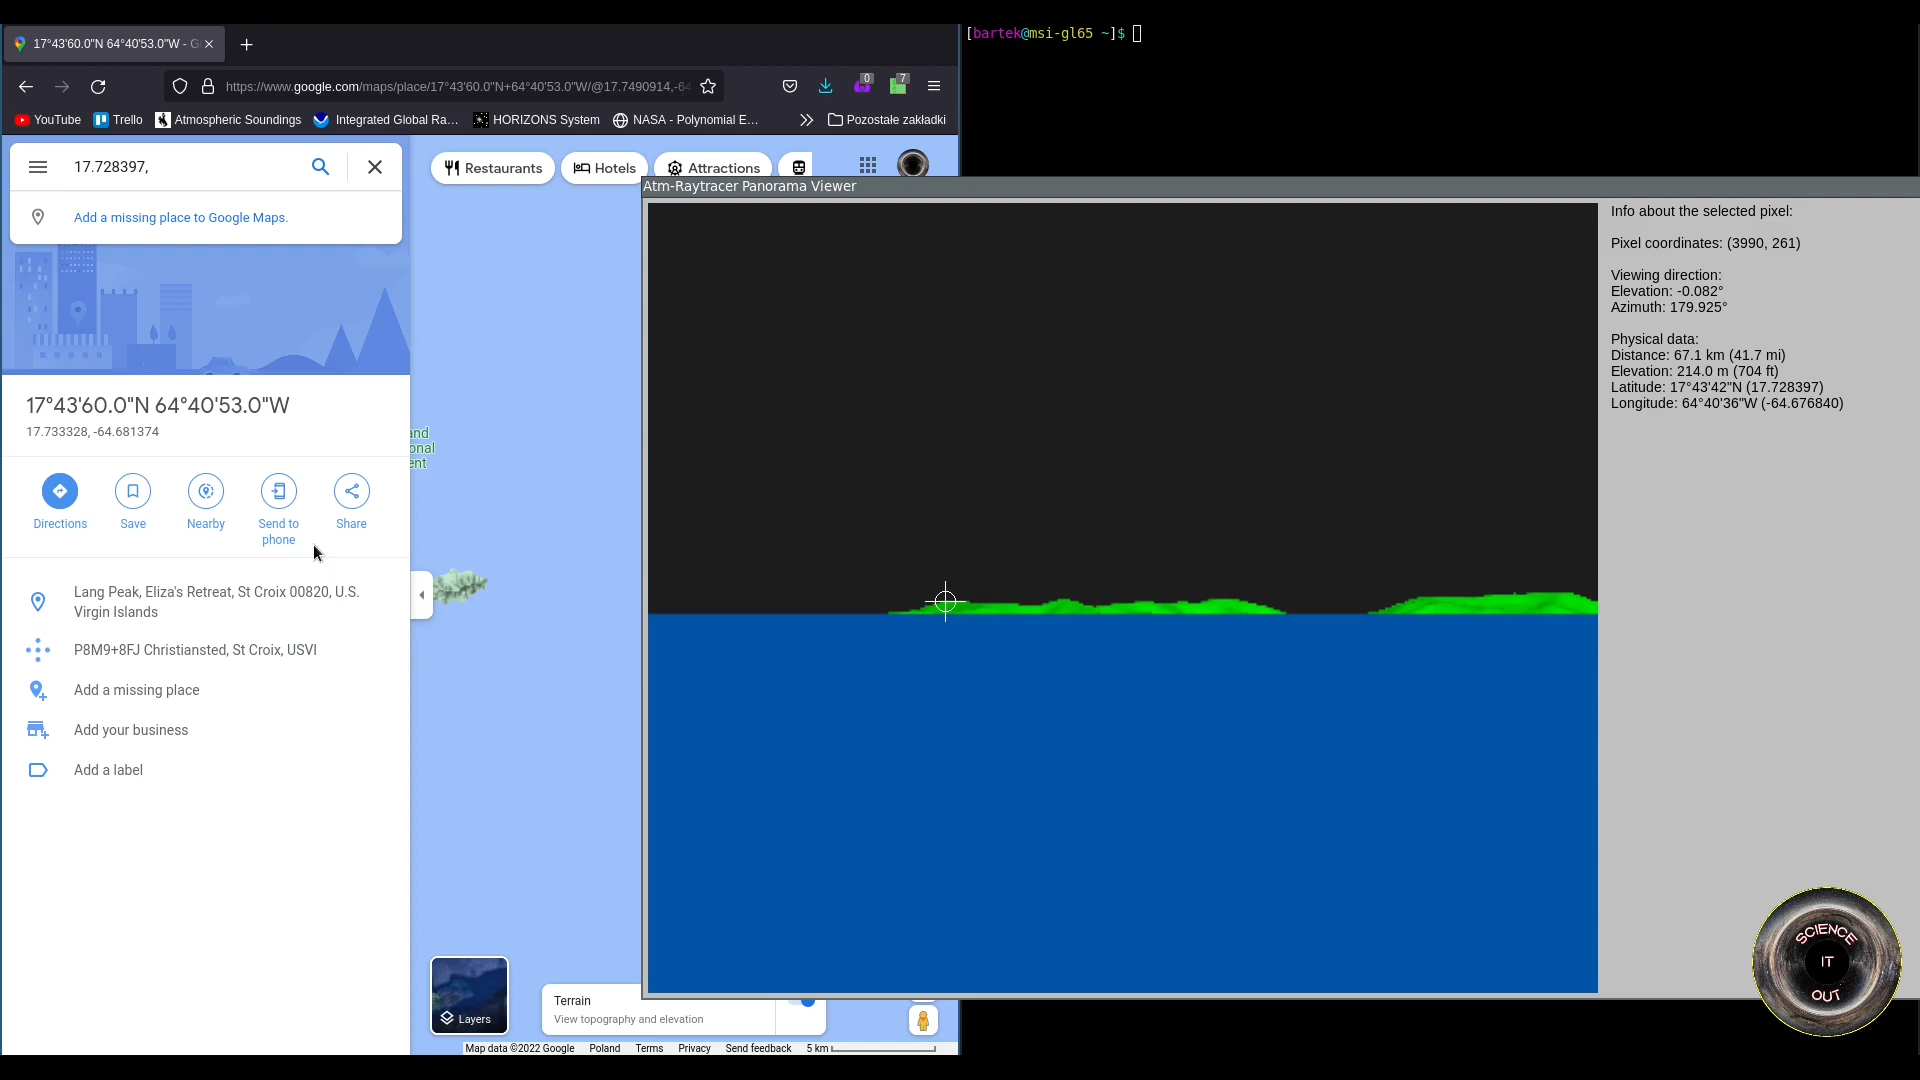 17°43'60.0"N 64°40'53.0"W - G
[bartek@msi-gl65 ~]$
https://www.google.com/maps/place/17°43'60.0"N+64°40'53.0"W/@17.7490914,-64
0
7
YouTube
Trello
Atmospheric Soundings
Integrated Global Ra...
HORIZONS System
NASA - Polynomial E...
Pozostałe zakładki
17.728397,
Add a missing place to Google Maps.
Restaurants
Hotels
Attractions
17°43'60.0"N 64°40'53.0"W
17.733328, -64.681374
Directions
Save
Nearby
Send to
phone
Share
Lang Peak, Eliza's Retreat, St Croix 00820, U.S.
Virgin Islands
P8M9+8FJ Christiansted, St Croix, USVI
Add a missing place
Add your business
Add a label
and
onal
ent
Layers
Terrain
View topography and elevation
Map data ©2022 Google
Poland
Terms
Privacy
Send feedback
5 km
Atm-Raytracer Panorama Viewer
Info about the selected pixel:
Pixel coordinates: (3990, 261)
Viewing direction:
Elevation: -0.082°
Azimuth: 179.925°
Physical data:
Distance: 67.1 km (41.7 mi)
Elevation: 214.0 m (704 ft)
Latitude: 17°43'42"N (17.728397)
Longitude: 64°40'36"W (-64.676840)
SCIENCE
IT
OUT